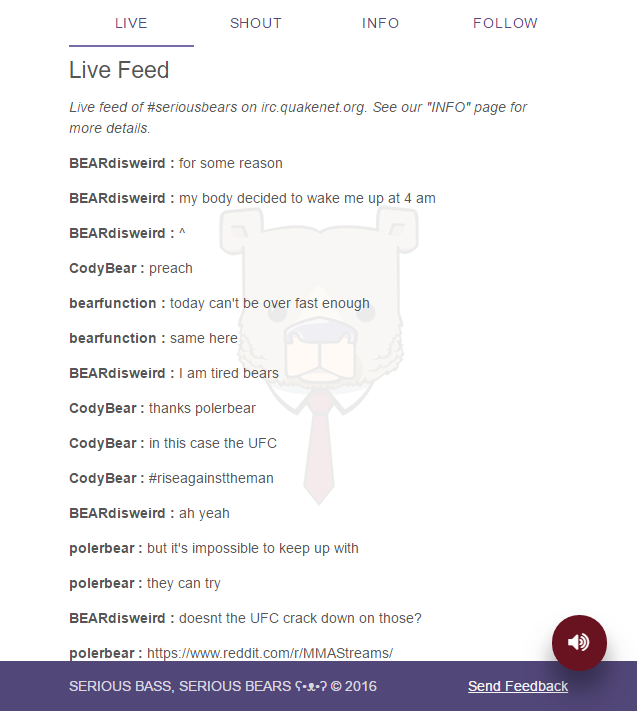 LIVE SHOUT INFO FOLLOW
Live Feed
Live feed of #seriousbears on irc.quakenet.org. See our "INFO" page for
more details.
BEARdisweird : for some reason
BEARdisweird : my body decided to wake me up at 4 am
BEARdisweird : ^
CodyBear : preach
bearfunction : today can't be over fast enough
bearfunction : same here
BEARdisweird : I am tired bears
CodyBear : thanks polerbear
CodyBear : in this case the UFC
CodyBear : #riseagainsttheman
BEARdisweird : ah yeah
polerbear : but it's impossible to keep up with
polerbear : they can try
BEARdisweird : doesnt the UFC crack down on those?
polerbear : https://www.reddit.com/r/MMAStreams/
SERIOUS BASS, SERIOUS BEARS ʕ•ᴥ•ʔ © 2016 Send Feedback